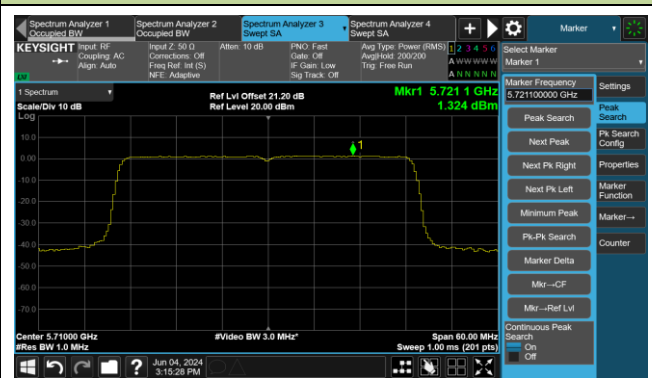 Spectrum Analyzer 1
Occupied BW
Spectrum Analyzer 2
Occupied BW
Spectrum Analyzer 3
Swept SA
Spectrum Analyzer 4
Swept SA
Marker
KEYSIGHT
Input: RF
Coupling: AC
Align: Auto
Input Z: 50 Ω
Corrections: Off
Freq Ref: Int (S)
NFE: Adaptive
Atten: 10 dB
PNO: Fast
Gate: Off
IF Gain: Low
Sig Track: Off
Avg Type: Power (RMS)
Avg|Hold: 200/200
Trig: Free Run
1 2 3 4 5 6
A W W W W W
A N N N N N
LXI
Select Marker
Marker 1
1 Spectrum
Scale/Div 10 dB
Ref Lvl Offset 21.20 dB
Ref Level 20.00 dBm
Mkr1 5.721 1 GHz
1.324 dBm
Log
10.0
0.00
-10.0
-20.0
-30.0
-40.0
-50.0
-60.0
-70.0
1
Center 5.71000 GHz
#Res BW 1.0 MHz
#Video BW 3.0 MHz*
Span 60.00 MHz
Sweep 1.00 ms (201 pts)
Marker Frequency
5.721100000 GHz
Peak Search
Next Peak
Next Pk Right
Next Pk Left
Minimum Peak
Pk-Pk Search
Marker Delta
Mkr→CF
Mkr→Ref Lvl
Continuous Peak
Search
On
Off
Settings
Peak
Search
Pk Search
Config
Properties
Marker
Function
Marker→
Counter
?
Jun 04, 2024
3:15:28 PM